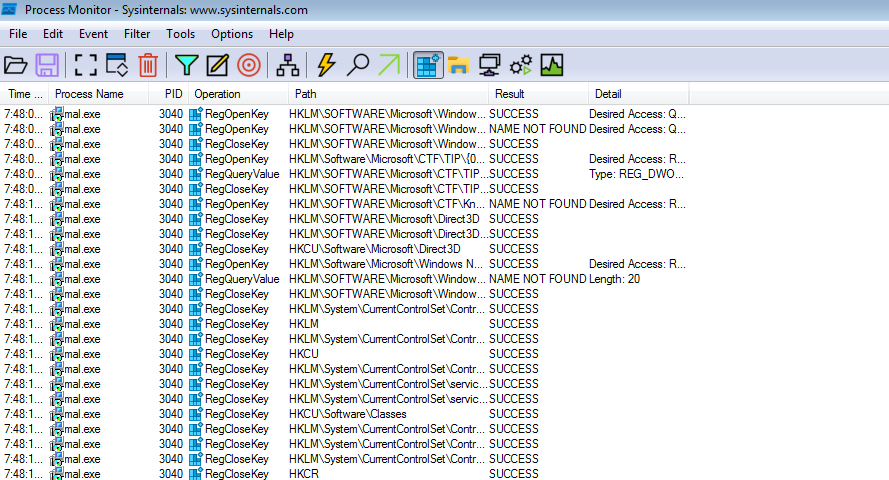 Process Monitor - Sysinternals: www.sysinternals.com
File Edit Event Filter Tools Options Help
Time ... Process Name PID Operation Path Result Detail
7:48:0... mal.exe 3040 RegOpenKey HKLM\SOFTWARE\Microsoft\Window... SUCCESS Desired Access: Q...
7:48:0... mal.exe 3040 RegOpenKey HKLM\SOFTWARE\Microsoft\Window... NAME NOT FOUND Desired Access: Q...
7:48:0... mal.exe 3040 RegCloseKey HKLM\SOFTWARE\Microsoft\Window... SUCCESS
7:48:0... mal.exe 3040 RegOpenKey HKLM\Software\Microsoft\CTF\TIP\{0... SUCCESS Desired Access: R...
7:48:0... mal.exe 3040 RegQueryValue HKLM\SOFTWARE\Microsoft\CTF\TIP... SUCCESS Type: REG_DWO...
7:48:0... mal.exe 3040 RegCloseKey HKLM\SOFTWARE\Microsoft\CTF\TIP... SUCCESS
7:48:1... mal.exe 3040 RegOpenKey HKLM\SOFTWARE\Microsoft\CTF\Kn... NAME NOT FOUND Desired Access: R...
7:48:1... mal.exe 3040 RegCloseKey HKLM\SOFTWARE\Microsoft\Direct3D SUCCESS
7:48:1... mal.exe 3040 RegCloseKey HKLM\SOFTWARE\Microsoft\Direct3D... SUCCESS
7:48:1... mal.exe 3040 RegCloseKey HKCU\Software\Microsoft\Direct3D SUCCESS
7:48:1... mal.exe 3040 RegOpenKey HKLM\Software\Microsoft\Windows N... SUCCESS Desired Access: R...
7:48:1... mal.exe 3040 RegQueryValue HKLM\SOFTWARE\Microsoft\Window... NAME NOT FOUND Length: 20
7:48:1... mal.exe 3040 RegCloseKey HKLM\SOFTWARE\Microsoft\Window... SUCCESS
7:48:1... mal.exe 3040 RegCloseKey HKLM\System\CurrentControlSet\Contr... SUCCESS
7:48:1... mal.exe 3040 RegCloseKey HKLM SUCCESS
7:48:1... mal.exe 3040 RegCloseKey HKLM\System\CurrentControlSet\Contr... SUCCESS
7:48:1... mal.exe 3040 RegCloseKey HKCU SUCCESS
7:48:1... mal.exe 3040 RegCloseKey HKLM\System\CurrentControlSet\Contr... SUCCESS
7:48:1... mal.exe 3040 RegCloseKey HKLM\System\CurrentControlSet\servic... SUCCESS
7:48:1... mal.exe 3040 RegCloseKey HKLM\System\CurrentControlSet\servic... SUCCESS
7:48:1... mal.exe 3040 RegCloseKey HKCU\Software\Classes SUCCESS
7:48:1... mal.exe 3040 RegCloseKey HKLM\System\CurrentControlSet\Contr... SUCCESS
7:48:1... mal.exe 3040 RegCloseKey HKLM\System\CurrentControlSet\Contr... SUCCESS
7:48:1... mal.exe 3040 RegCloseKey HKLM\System\CurrentControlSet\Contr... SUCCESS
7:48:1... mal.exe 3040 RegCloseKey HKCR SUCCESS